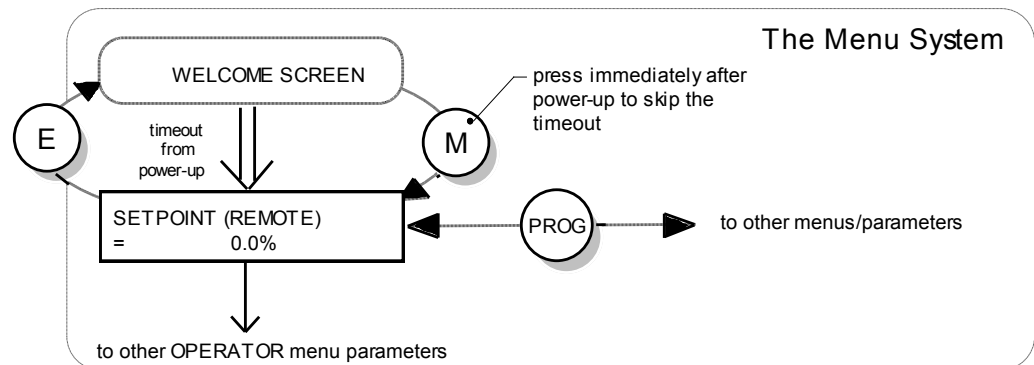 The Menu System
WELCOME SCREEN
press immediately after
power-up to skip the
timeout
E
timeout
from
power-up
M
SETPOINT (REMOTE)
= 0.0%
PROG
to other menus/parameters
to other OPERATOR menu parameters